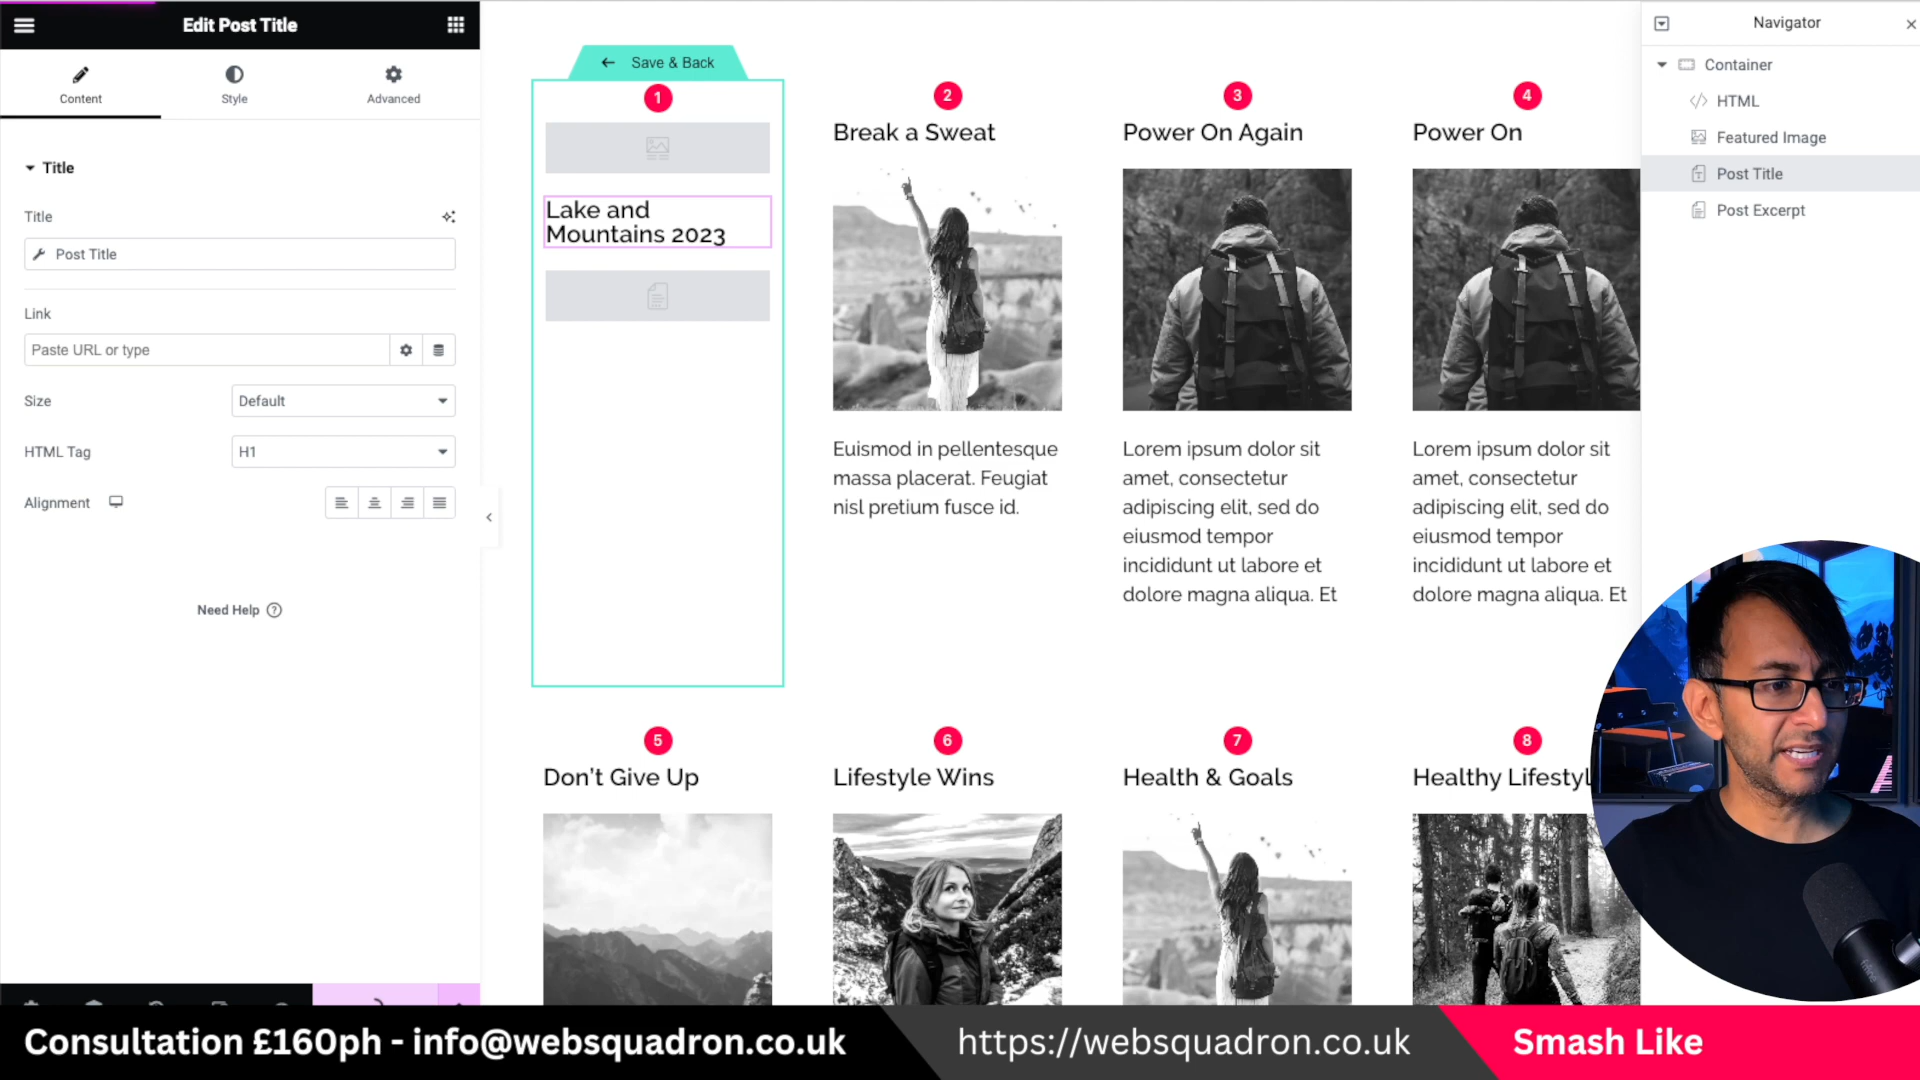 Edit Post Title
Content
Style
Advanced
Title
Title
Post Title
Link
Paste URL or type
Size
Default
HTML Tag
H1
Alignment
Need Help
Save & Back
1
Lake and
Mountains 2023
2
Break a Sweat
Euismod in pellentesque
massa placerat. Feugiat
nisl pretium fusce id.
3
Power On Again
Lorem ipsum dolor sit
amet, consectetur
adipiscing elit, sed do
eiusmod tempor
incididunt ut labore et
dolore magna aliqua. Et
4
Power On
Lorem ipsum dolor sit
amet, consectetur
adipiscing elit, sed do
eiusmod tempor
incididunt ut labore et
dolore magna aliqua. Et
5
Don’t Give Up
6
Lifestyle Wins
7
Health & Goals
8
Healthy Lifestyl
Navigator
Container
HTML
Featured Image
Post Title
Post Excerpt
Consultation £160ph - info@websquadron.co.uk
https://websquadron.co.uk
Smash Like